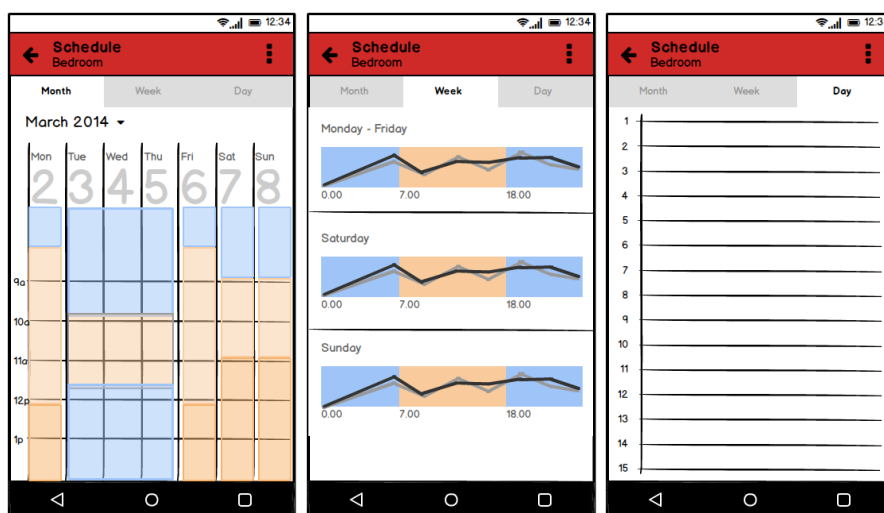 12:34
Schedule
Bedroom
Month Week Day
March 2014
Mon Tue Wed Thu Fri Sat Sun
2 3 4 5 6 7 8
9a
10a
11a
12p
1p
12:34
Schedule
Bedroom
Month Week Day
Monday - Friday
0.00 7.00 18.00
Saturday
0.00 7.00 18.00
Sunday
0.00 7.00 18.00
12:3
Schedule
Bedroom
Month Week Day
1
2
3
4
5
6
7
8
9
10
11
12
13
14
15